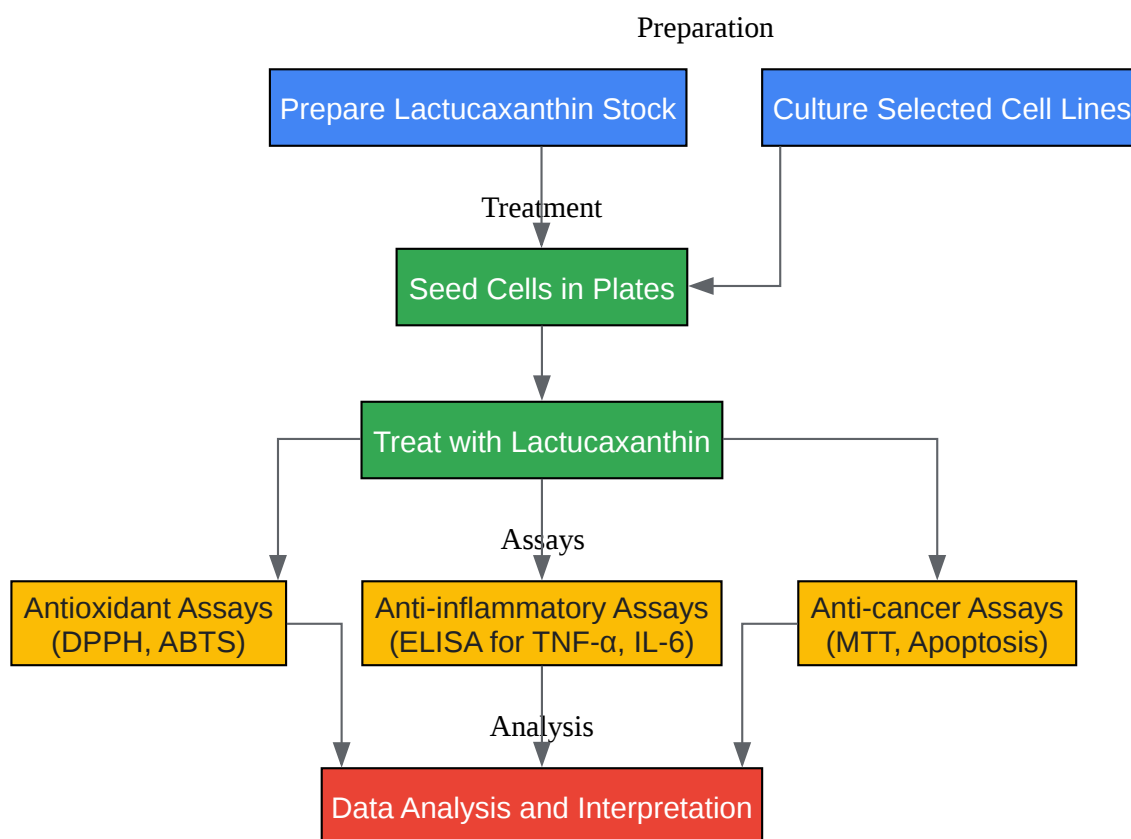 Preparation
Prepare Lactucaxanthin Stock
Culture Selected Cell Lines
Treatment
Seed Cells in Plates
Treat with Lactucaxanthin
Assays
Antioxidant Assays
(DPPH, ABTS)
Anti-inflammatory Assays
(ELISA for TNF-α, IL-6)
Anti-cancer Assays
(MTT, Apoptosis)
Analysis
Data Analysis and Interpretation